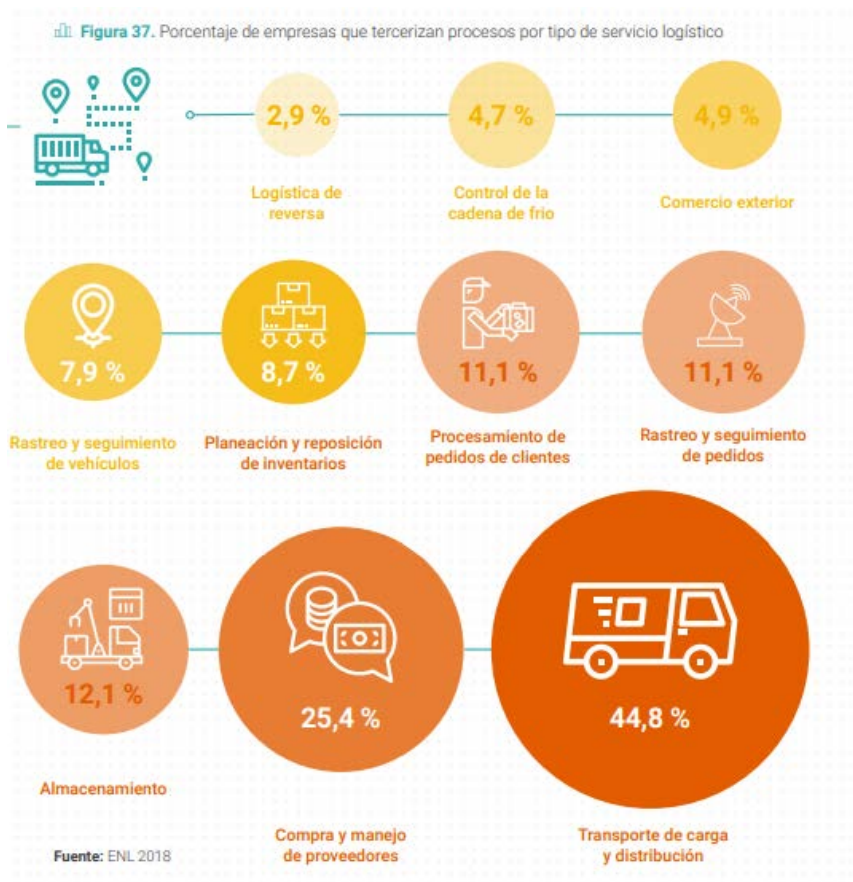 Figura 37. Porcentaje de empresas que tercerizan procesos por tipo de servicio logístico
2,9 %
4,7 %
4,9 %
Logística de
reversa
Control de la
cadena de frio
Comercio exterior
7,9 %
8,7 %
11,1 %
11,1 %
Rastreo y seguimiento
de vehículos
Planeación y reposición
de inventarios
Procesamiento de
pedidos de clientes
Rastreo y seguimiento
de pedidos
12,1 %
25,4 %
44,8 %
Almacenamiento
Compra y manejo
de proveedores
Transporte de carga
y distribución
Fuente: ENL 2018